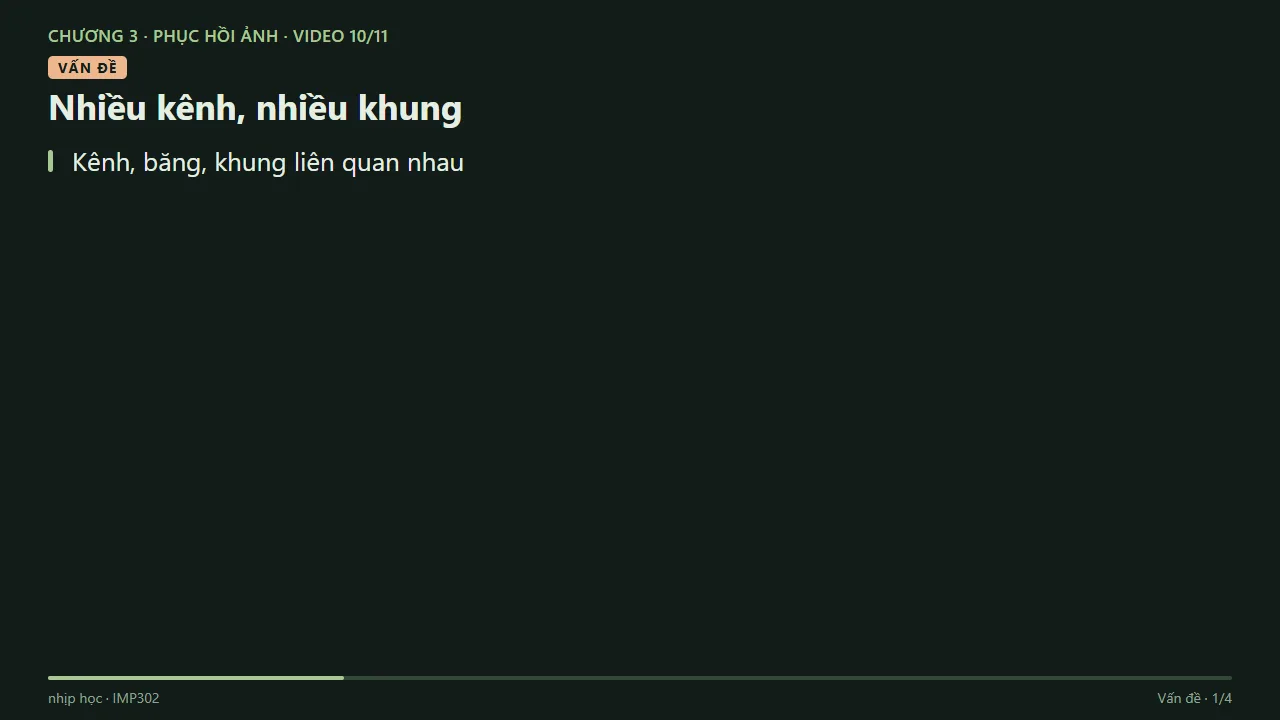 CHƯƠNG 3 · PHỤC HỒI ẢNH · VIDEO 10/11
VẤN ĐỀ
Nhiều kênh, nhiều khung
Kênh, băng, khung liên quan nhau
nhịp học · IMP302
Vấn đề · 1/4